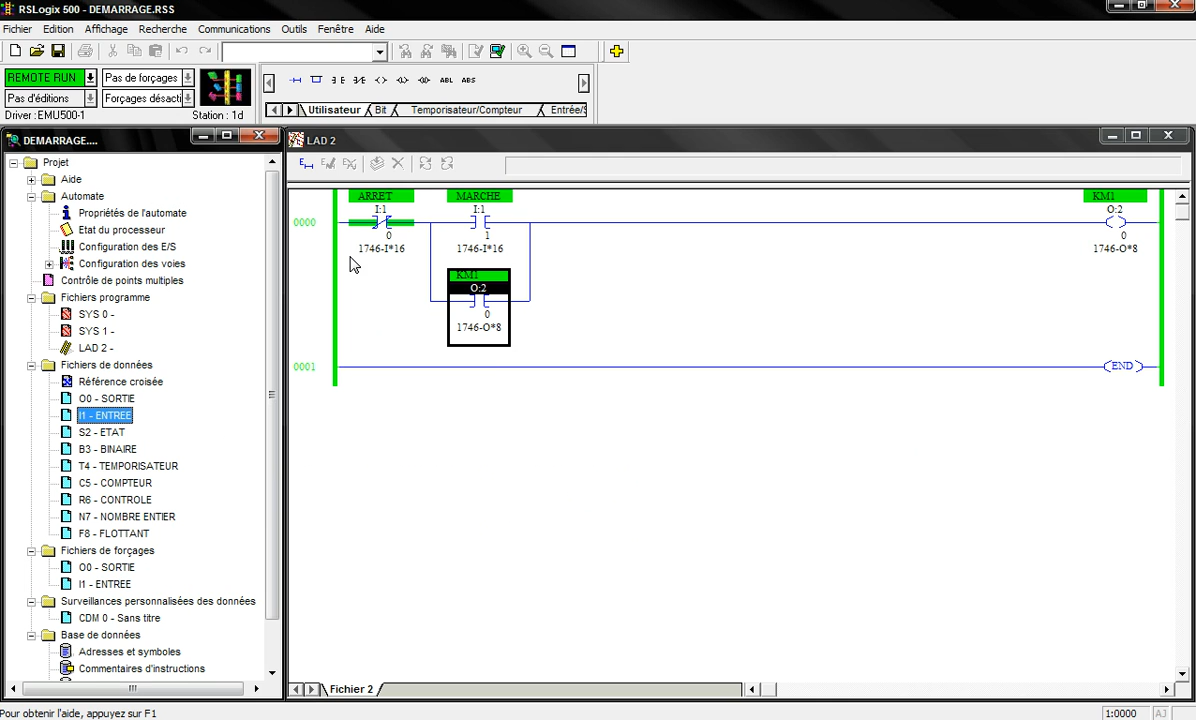 RSLogix 500 - DEMARRAGE.RSS
Fichier Edition Affichage Recherche Communications Outils Fenêtre Aide
REMOTE RUN Pas de forçages
Pas d'éditions Forçages désacti
Driver : EMU500-1 Station : 1d
ABL ABS
Utilisateur Bit Temporisateur/Compteur Entrée/S
DEMARRAGE....
Projet
Aide
Automate
Propriétés de l'automate
Etat du processeur
Configuration des E/S
Configuration des voies
Contrôle de points multiples
Fichiers programme
SYS 0 -
SYS 1 -
LAD 2 -
Fichiers de données
Référence croisée
O0 - SORTIE
I1 - ENTREE
S2 - ETAT
B3 - BINAIRE
T4 - TEMPORISATEUR
C5 - COMPTEUR
R6 - CONTROLE
N7 - NOMBRE ENTIER
F8 - FLOTTANT
Fichiers de forçages
O0 - SORTIE
I1 - ENTREE
Surveillances personnalisées des données
CDM 0 - Sans titre
Base de données
Adresses et symboles
Commentaires d'instructions
LAD 2
ARRET MARCHE KM1
I:1 I:1 O:2
0000
0 1 0
1746-I*16 1746-I*16 1746-O*8
KM1
O:2
0
1746-O*8
0001 END
Fichier 2
Pour obtenir l'aide, appuyez sur F1
1:0000 AJ